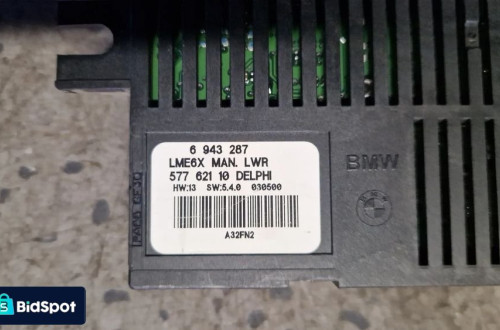 6 943 287
LME6X MAN. LWR
577 621 10 DELPHI
HW:13 SW:5.4.0 030500
A32FN2
BMW
BidSpot